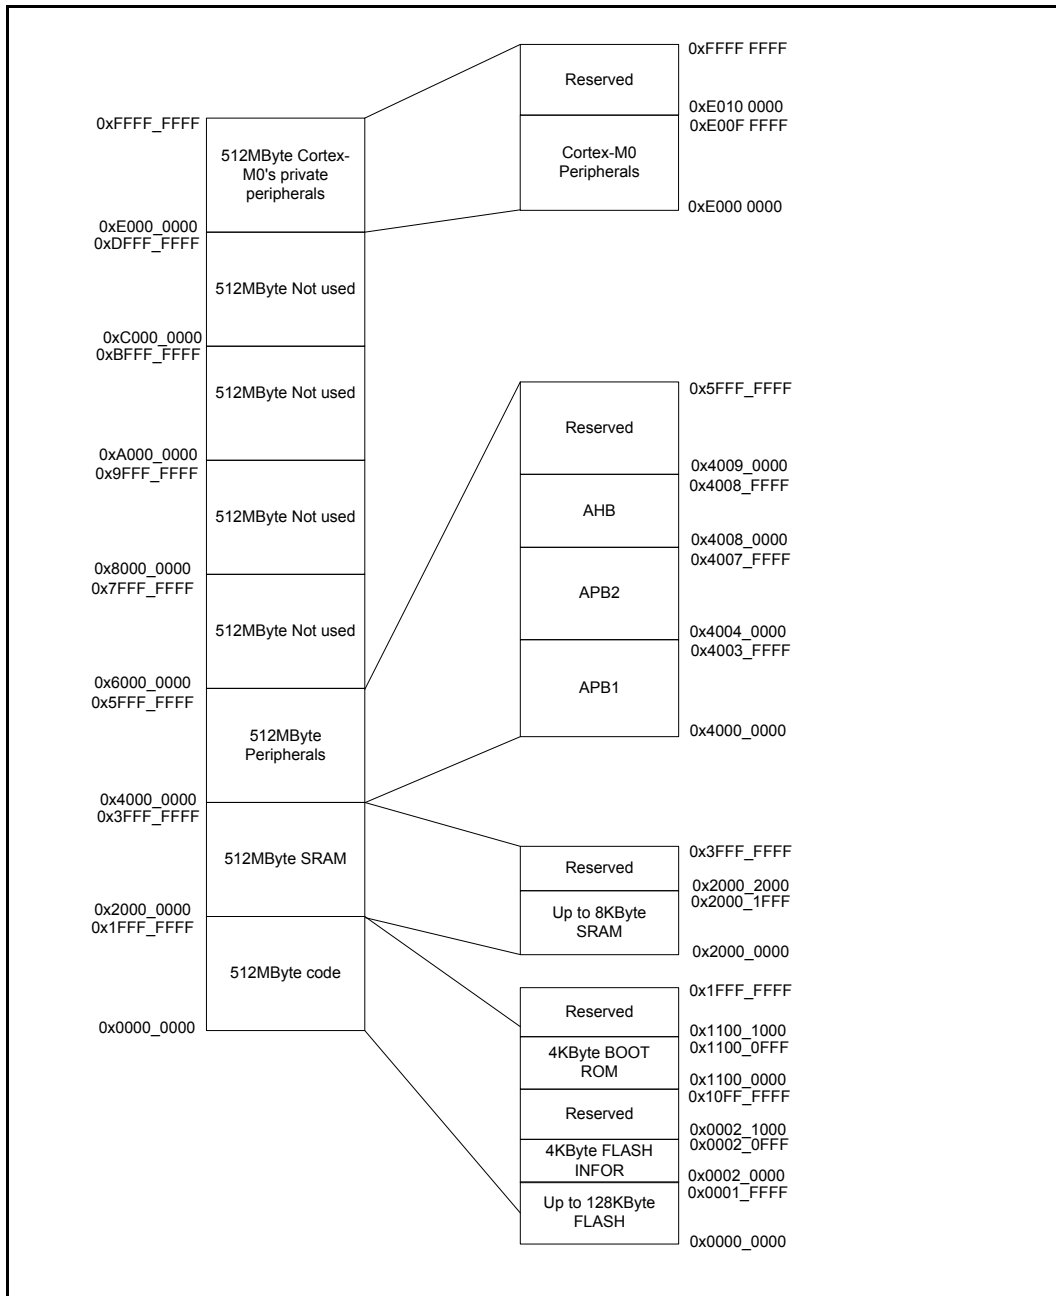 0xFFFF_FFFF
512MByte Cortex-
M0's private
peripherals
0xE000_0000
0xDFFF_FFFF
512MByte Not used
0xC000_0000
0xBFFF_FFFF
512MByte Not used
0xA000_0000
0x9FFF_FFFF
512MByte Not used
0x8000_0000
0x7FFF_FFFF
512MByte Not used
0x6000_0000
0x5FFF_FFFF
512MByte
Peripherals
0x4000_0000
0x3FFF_FFFF
512MByte SRAM
0x2000_0000
0x1FFF_FFFF
512MByte code
0x0000_0000
0xFFFF FFFF
Reserved
0xE010 0000
0xE00F FFFF
Cortex-M0
Peripherals
0xE000 0000
0x5FFF_FFFF
Reserved
0x4009_0000
0x4008_FFFF
AHB
0x4008_0000
0x4007_FFFF
APB2
0x4004_0000
0x4003_FFFF
APB1
0x4000_0000
0x3FFF_FFFF
Reserved
0x2000_2000
0x2000_1FFF
Up to 8KByte
SRAM
0x2000_0000
0x1FFF_FFFF
Reserved
0x1100_1000
0x1100_0FFF
4KByte BOOT
ROM
0x1100_0000
0x10FF_FFFF
Reserved
0x0002_1000
0x0002_0FFF
4KByte FLASH
INFOR
0x0002_0000
0x0001_FFFF
Up to 128KByte
FLASH
0x0000_0000